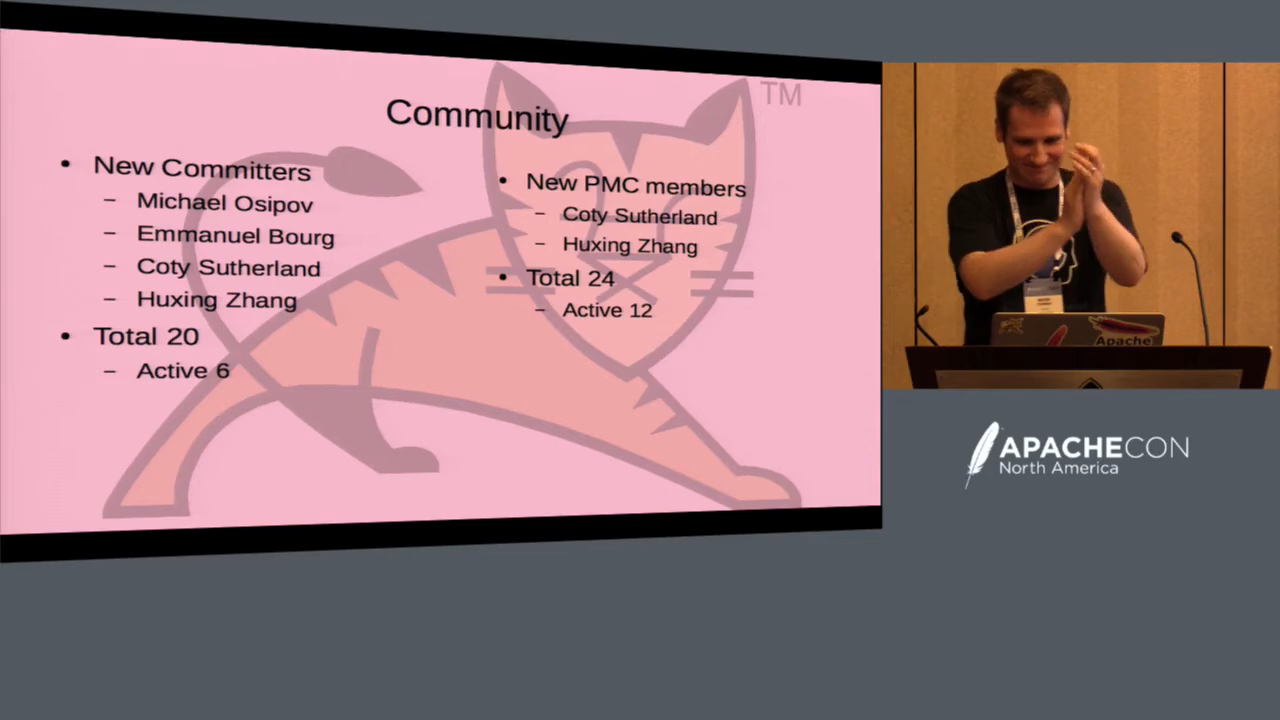 Community
TM
• New Committers
– Michael Osipov
– Emmanuel Bourg
– Coty Sutherland
– Huxing Zhang
• Total 20
– Active 6
• New PMC members
– Coty Sutherland
– Huxing Zhang
• Total 24
– Active 12
Apache
APACHECON
North America